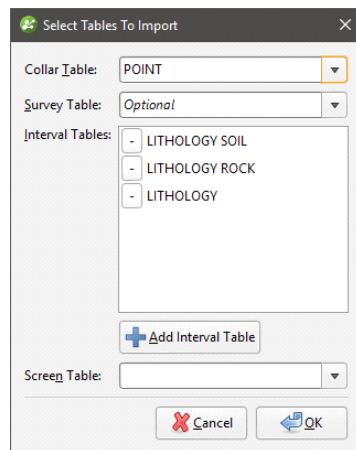 Select Tables To Import
Collar Table: POINT
Survey Table: Optional
Interval Tables: - LITHOLOGY SOIL
- LITHOLOGY ROCK
- LITHOLOGY
Add Interval Table
Screen Table:
Cancel OK